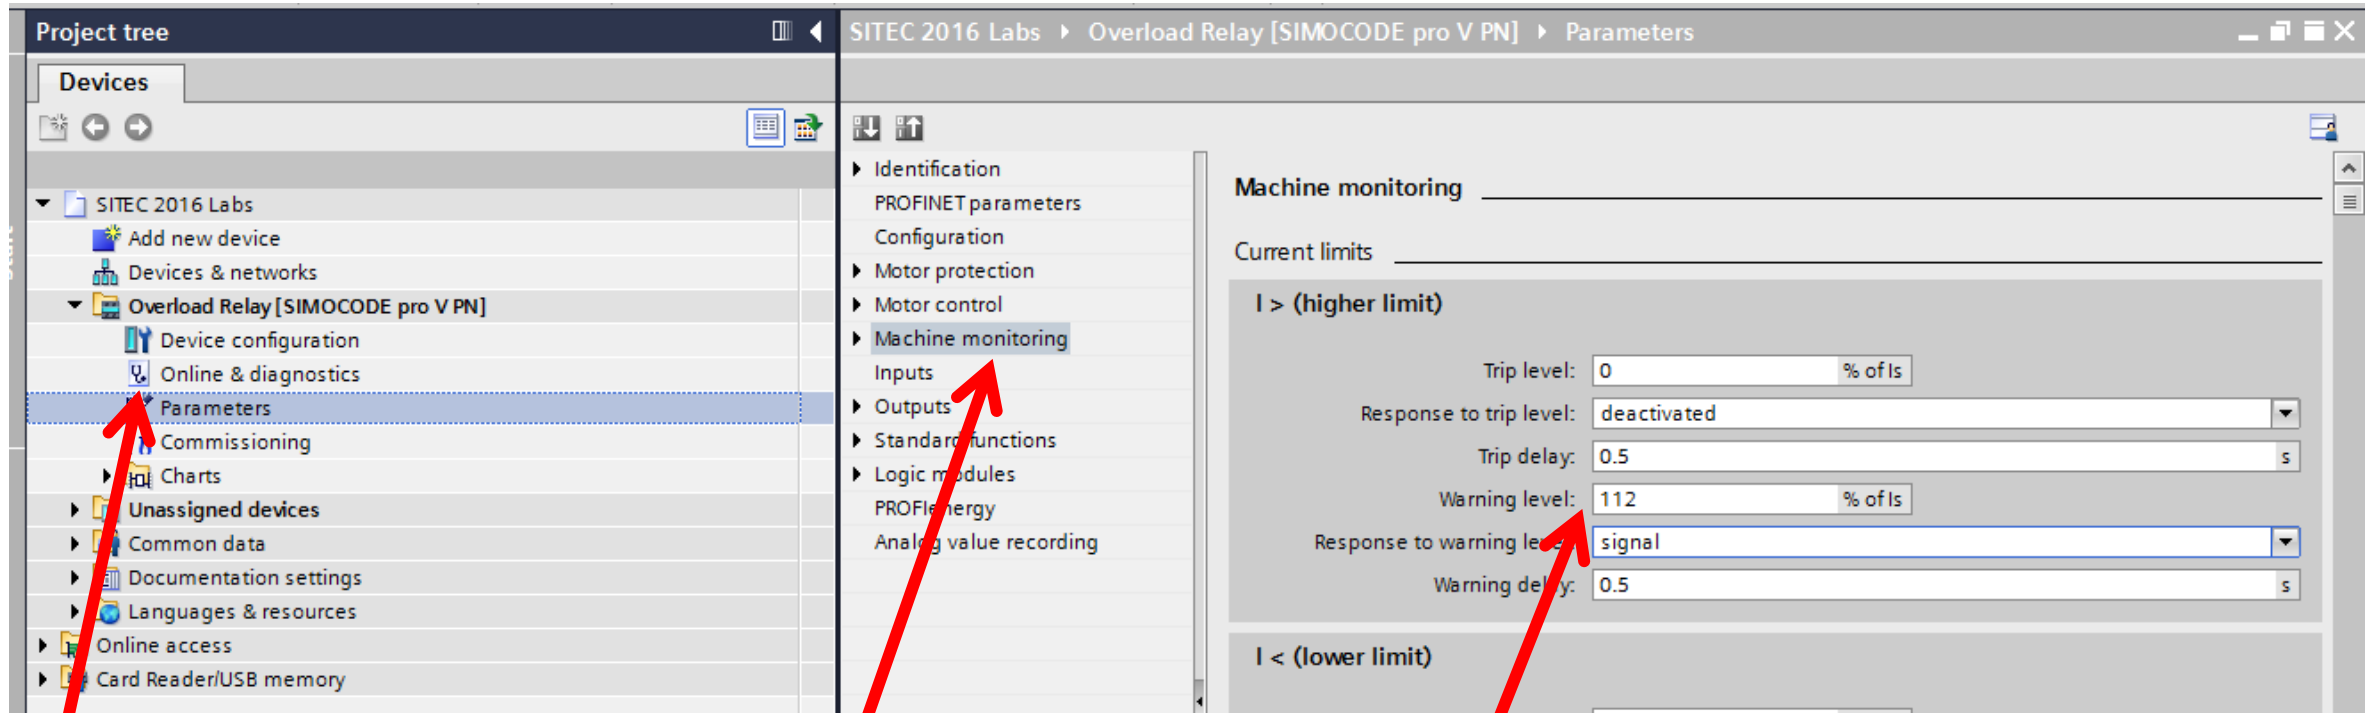 Project tree
Devices
SITEC 2016 Labs
Add new device
Devices & networks
Overload Relay [SIMOCODE pro V PN]
Device configuration
Online & diagnostics
Parameters
Commissioning
Charts
Unassigned devices
Common data
Documentation settings
Languages & resources
Online access
Card Reader/USB memory
SITEC 2016 Labs Overload Relay [SIMOCODE pro V PN] Parameters
Identification
PROFINET parameters
Configuration
Motor protection
Motor control
Machine monitoring
Inputs
Outputs
Standard functions
Logic modules
PROFIenergy
Analog value recording
Machine monitoring
Current limits
I > (higher limit)
Trip level: 0 % of Is
Response to trip level: deactivated
Trip delay: 0.5 s
Warning level: 112 % of Is
Response to warning level: signal
Warning delay: 0.5 s
I < (lower limit)